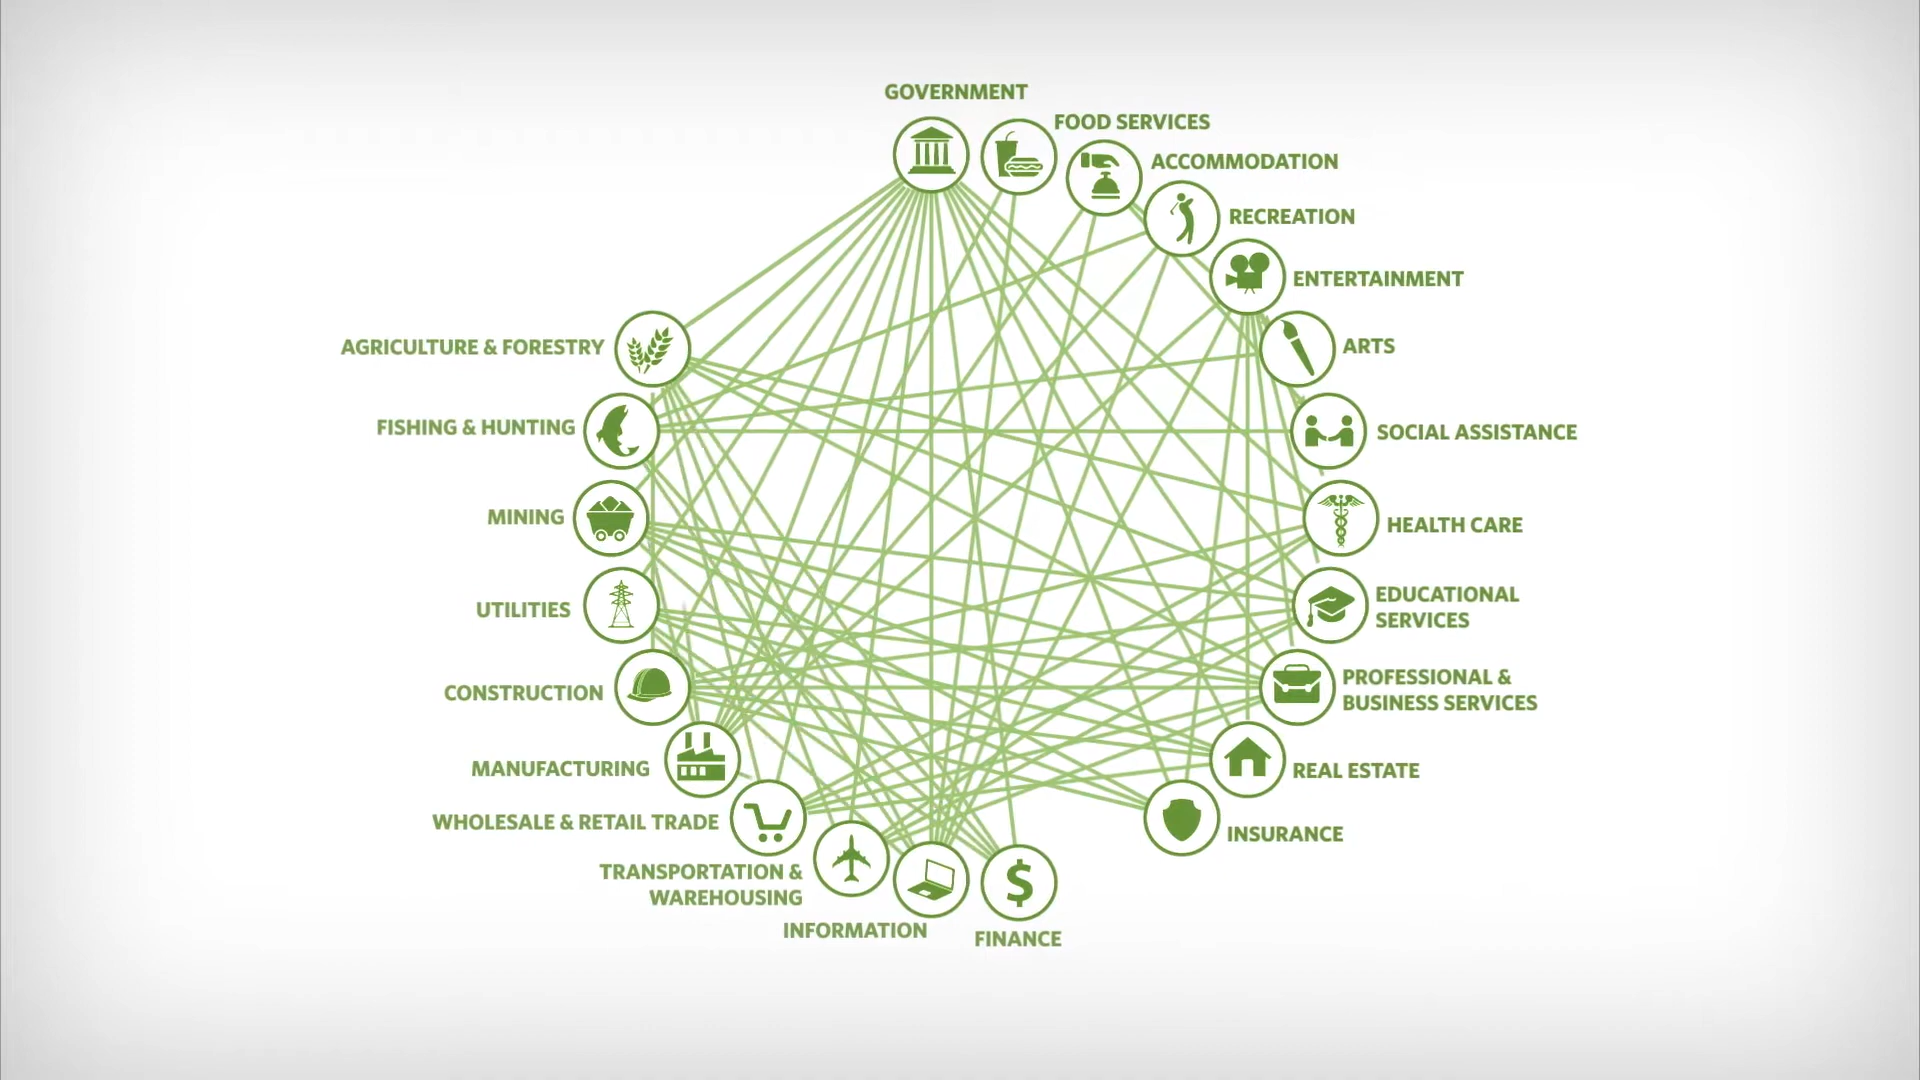 GOVERNMENT
FOOD SERVICES
ACCOMMODATION
RECREATION
ENTERTAINMENT
ARTS
SOCIAL ASSISTANCE
HEALTH CARE
EDUCATIONAL
SERVICES
PROFESSIONAL &
BUSINESS SERVICES
REAL ESTATE
INSURANCE
FINANCE
$
INFORMATION
TRANSPORTATION &
WAREHOUSING
WHOLESALE & RETAIL TRADE
MANUFACTURING
CONSTRUCTION
UTILITIES
MINING
FISHING & HUNTING
AGRICULTURE & FORESTRY